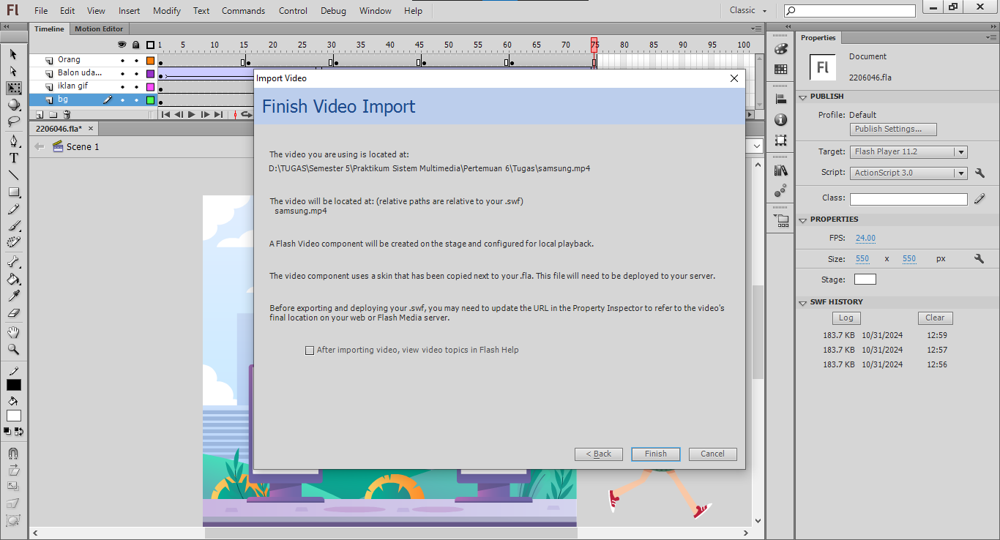 Fl File Edit View Insert Modify Text Commands Control Debug Window Help Classic
Timeline Motion Editor
1 5 10 15 20 25 30 35 40 45 50 55 60 65 70 75 80 85 90 95 100
Orang
Balon uda...
iklan gif
bg
2206046.fla* ×
Scene 1
Import Video
Finish Video Import
The video you are using is located at:
D:\TUGAS\Semester 5\Praktikum Sistem Multimedia\Pertemuan 6\Tugas\samsung.mp4
The video will be located at: (relative paths are relative to your .swf)
samsung.mp4
A Flash Video component will be created on the stage and configured for local playback.
The video component uses a skin that has been copied next to your .fla. This file will need to be deployed to your server.
Before exporting and deploying your .swf, you may need to update the URL in the Property Inspector to refer to the video's
final location on your web or Flash Media server.
After importing video, view video topics in Flash Help
< Back Finish Cancel
Properties
Fl
Document
2206046.fla
PUBLISH
Profile: Default
Publish Settings...
Target: Flash Player 11.2
Script: ActionScript 3.0
Class:
PROPERTIES
FPS: 24.00
Size: 550 x 550 px
Stage:
SWF HISTORY
Log Clear
183.7 KB 10/31/2024 12:59
183.7 KB 10/31/2024 12:57
183.7 KB 10/31/2024 12:56